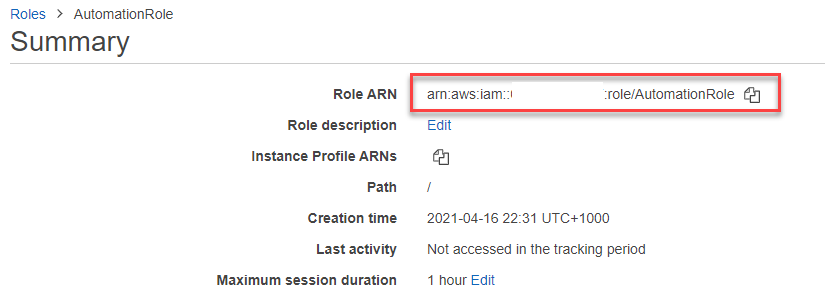 Roles > AutomationRole
Summary
Role ARN arn:aws:iam:: :role/AutomationRole
Role description Edit
Instance Profile ARNs
Path /
Creation time 2021-04-16 22:31 UTC+1000
Last activity Not accessed in the tracking period
Maximum session duration 1 hour Edit